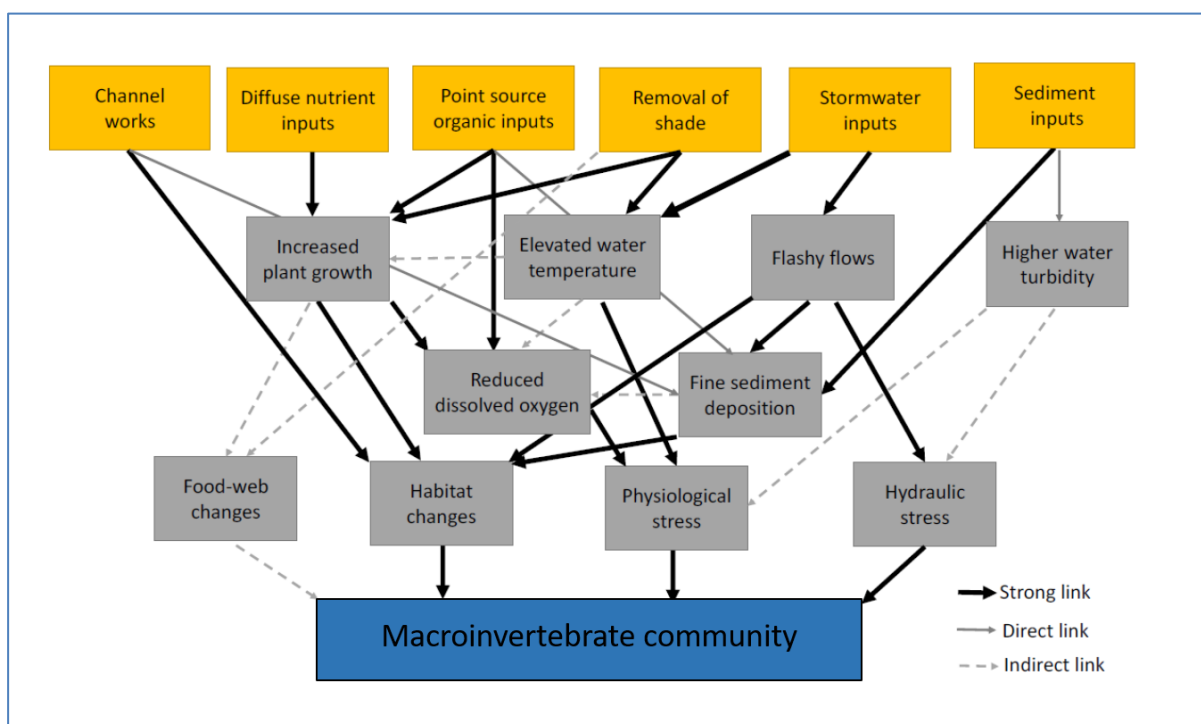 Channel
works
Diffuse nutrient
inputs
Point source
organic inputs
Removal of
shade
Stormwater
inputs
Sediment
inputs
Increased
plant growth
Elevated water
temperature
Flashy flows
Higher water
turbidity
Reduced
dissolved oxygen
Fine sediment
deposition
Food-web
changes
Habitat
changes
Physiological
stress
Hydraulic
stress
Macroinvertebrate community
Strong link
Direct link
Indirect link